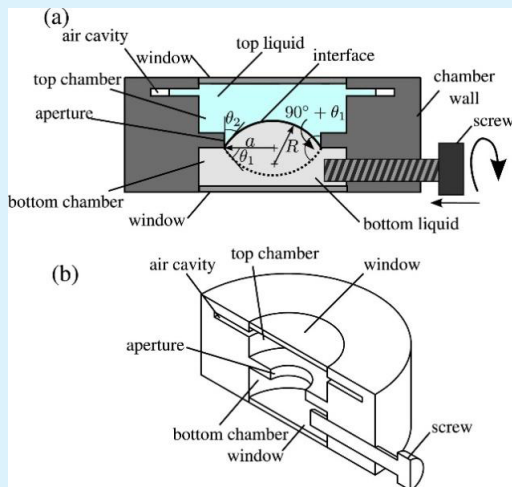 (a)
air cavity
window
top liquid
interface
top chamber
aperture
θ₂
90° + θ₁
chamber
wall
screw
a
R
θ₁
bottom chamber
window
bottom liquid
(b)
air cavity
top chamber
window
aperture
bottom chamber
window
screw